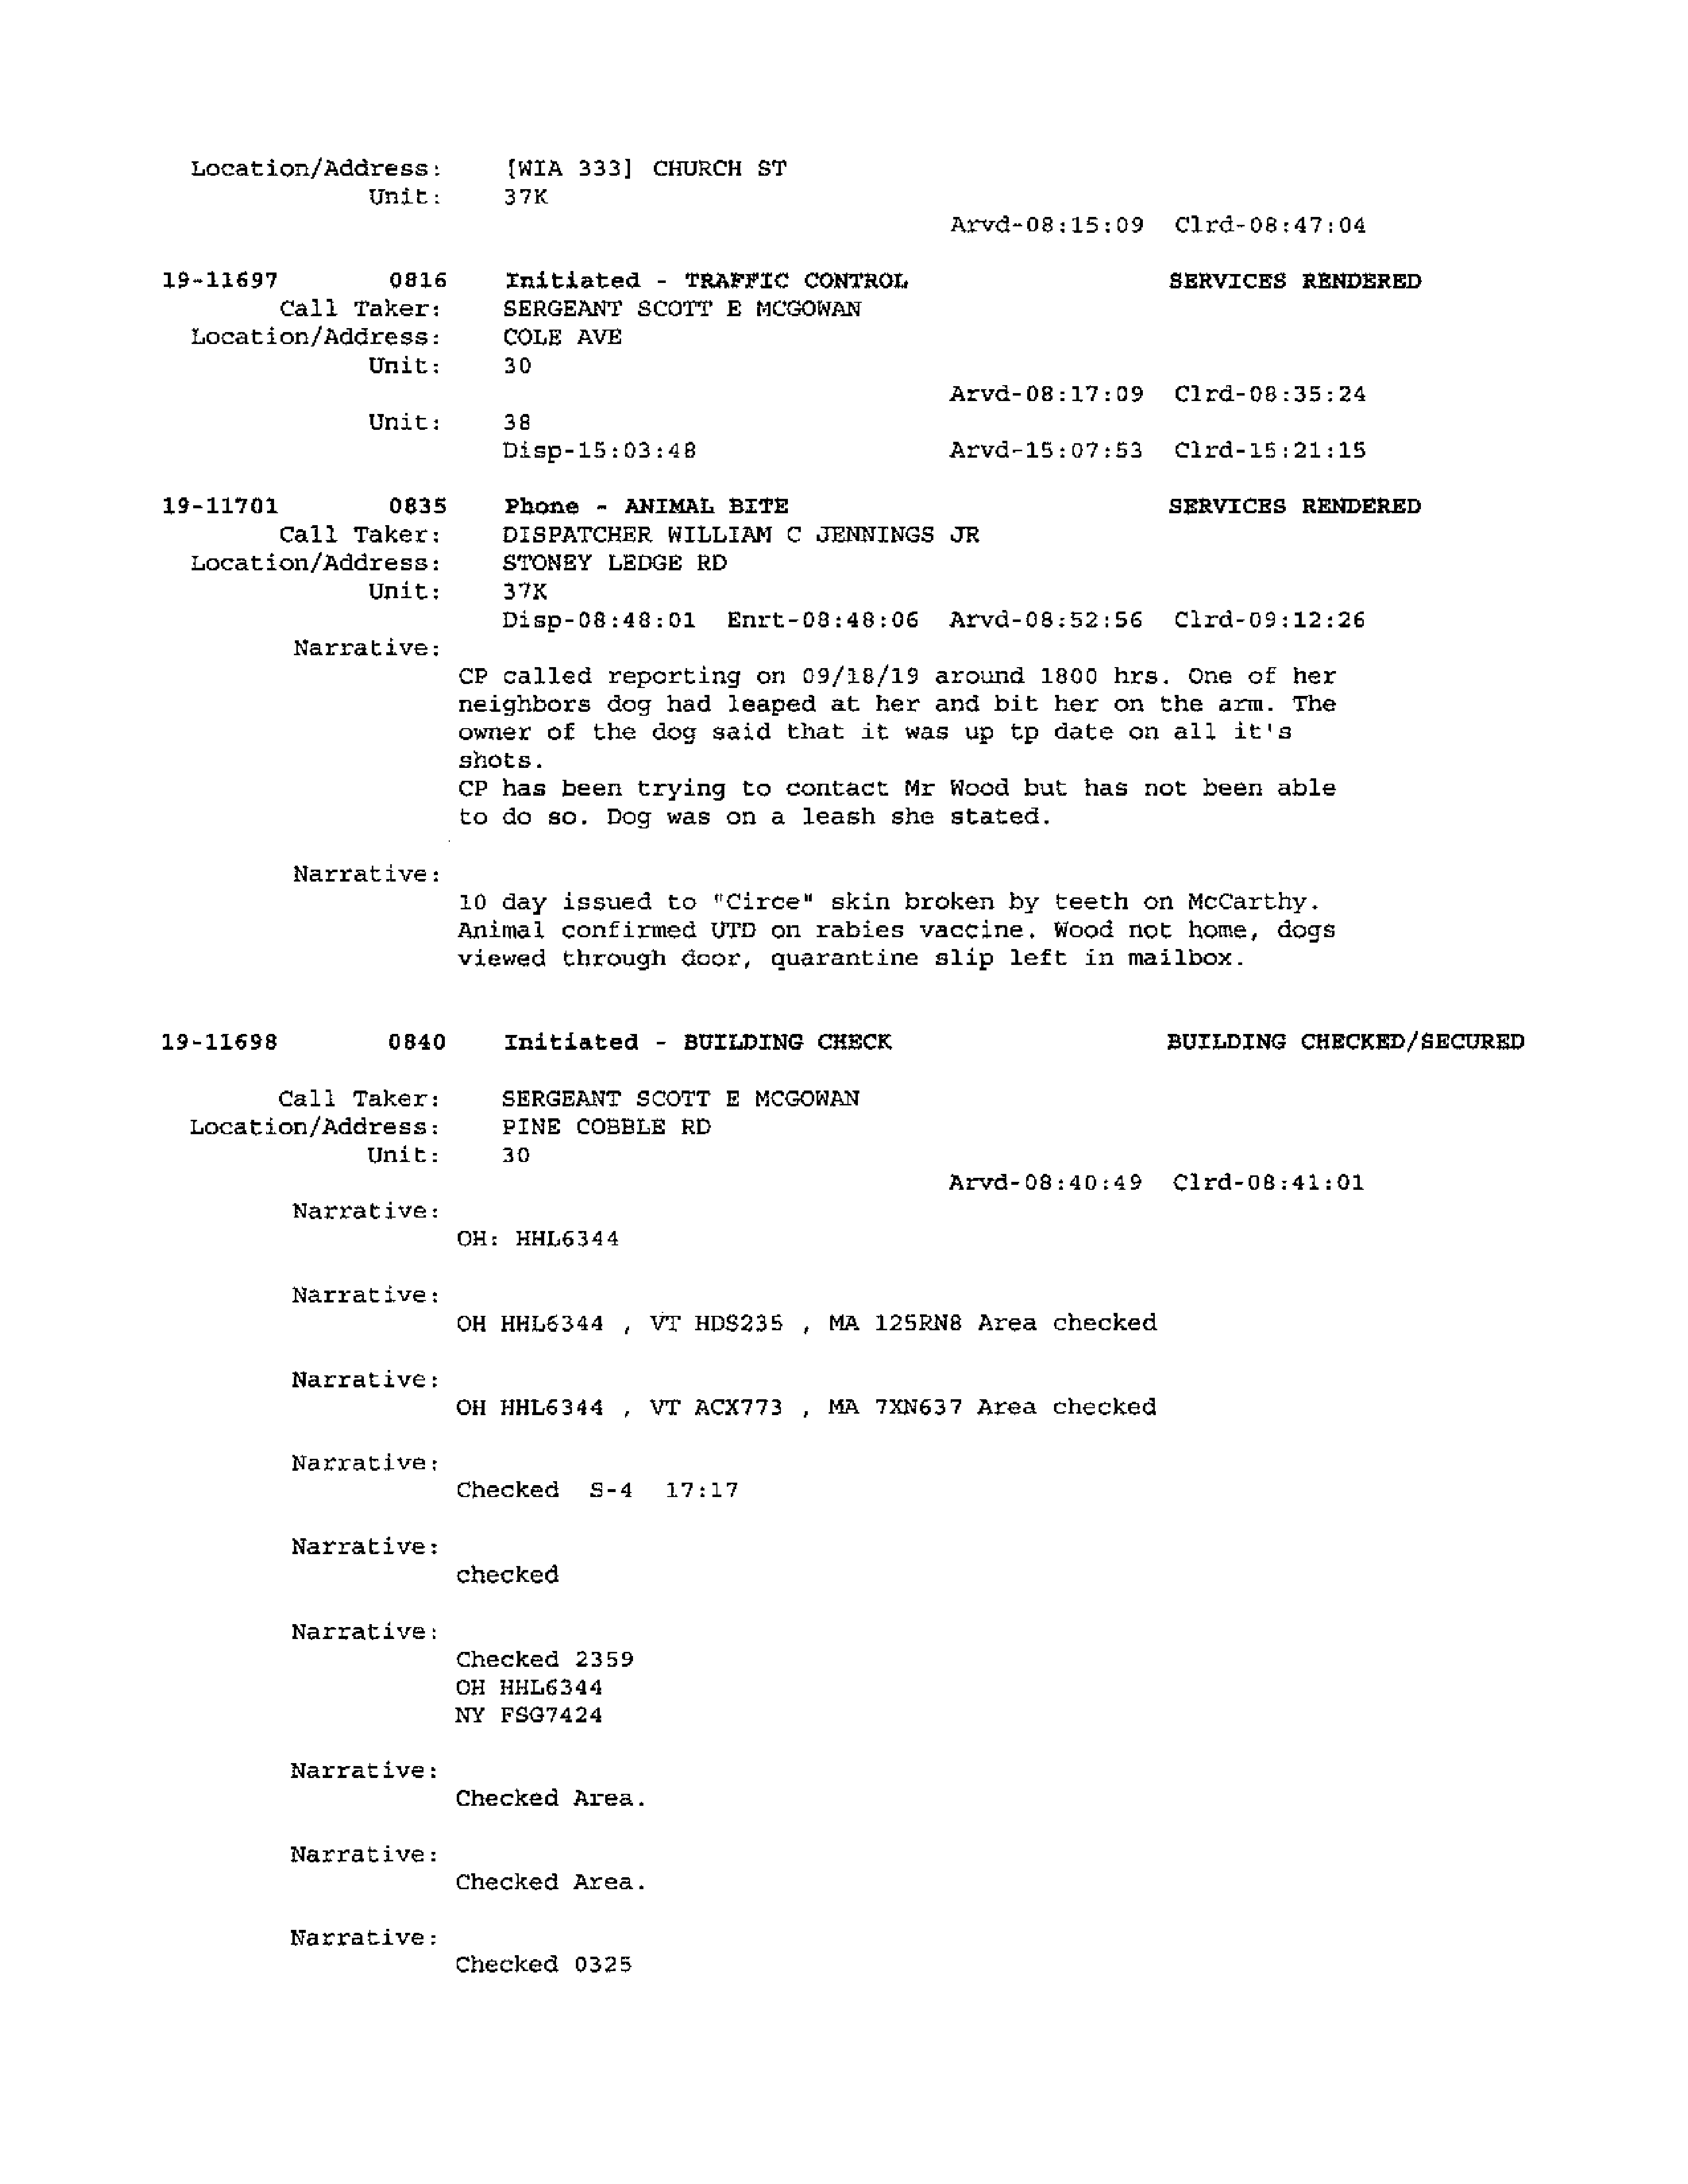 Location/Address: [WIA 333] CHURCH ST
Unit: 37K
Arvd-08:15:09 Clrd-08:47:04
19-11697 0816 Initiated - TRAFFIC CONTROL SERVICES RENDERED
Call Taker: SERGEANT SCOTT E MCGOWAN
Location/Address: COLE AVE
Unit: 30
Arvd-08:17:09 Clrd-08:35:24
Unit: 38
Disp-15:03:48 Arvd-15:07:53 Clrd-15:21:15
19-11701 0835 Phone - ANIMAL BITE SERVICES RENDERED
Call Taker: DISPATCHER WILLIAM C JENNINGS JR
Location/Address: STONEY LEDGE RD
Unit: 37K
Disp-08:48:01 Enrt-08:48:06 Arvd-08:52:56 Clrd-09:12:26
Narrative:
CP called reporting on 09/18/19 around 1800 hrs. One of her
neighbors dog had leaped at her and bit her on the arm. The
owner of the dog said that it was up tp date on all it's
shots.
CP has been trying to contact Mr Wood but has not been able
to do so. Dog was on a leash she stated.
Narrative:
10 day issued to "Circe" skin broken by teeth on McCarthy.
Animal confirmed UTD on rabies vaccine. Wood not home, dogs
viewed through door, quarantine slip left in mailbox.
19-11698 0840 Initiated - BUILDING CHECK BUILDING CHECKED/SECURED
Call Taker: SERGEANT SCOTT E MCGOWAN
Location/Address: PINE COBBLE RD
Unit: 30
Arvd-08:40:49 Clrd-08:41:01
Narrative:
OH: HHL6344
Narrative:
OH HHL6344 , VT HDS235 , MA 125RN8 Area checked
Narrative:
OH HHL6344 , VT ACX773 , MA 7XN637 Area checked
Narrative:
Checked S-4 17:17
Narrative:
checked
Narrative:
Checked 2359
OH HHL6344
NY FSG7424
Narrative:
Checked Area.
Narrative:
Checked Area.
Narrative:
Checked 0325